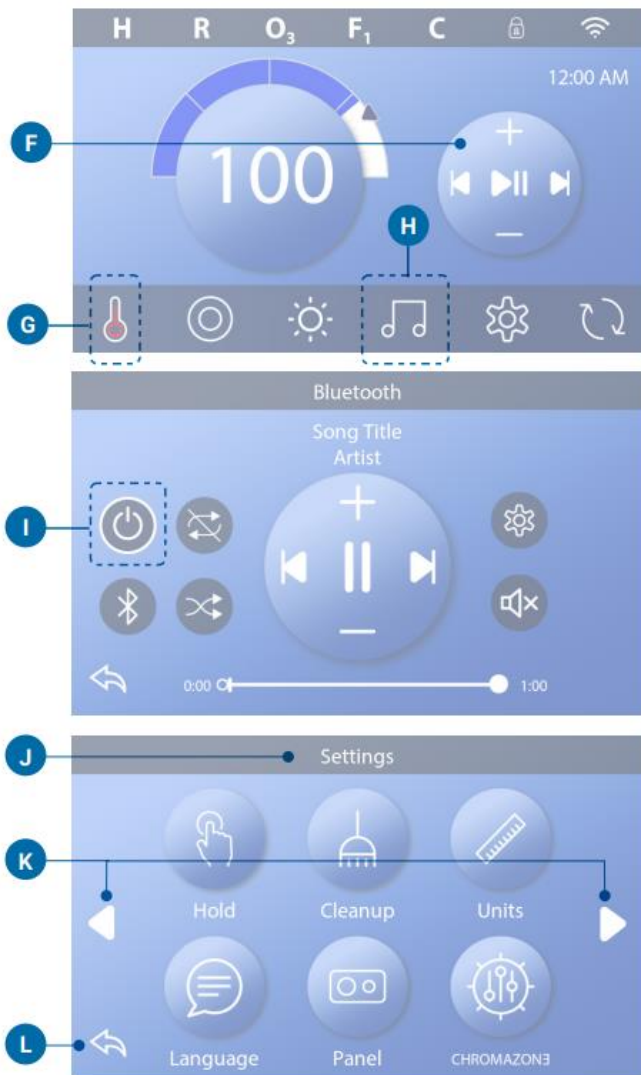 H R O₃ F₁ C
12:00 AM
F
100
H
G
Bluetooth
Song Title
Artist
I
0:00 1:00
J
Settings
K
Hold Cleanup Units
L
Language Panel CHROMAZON3